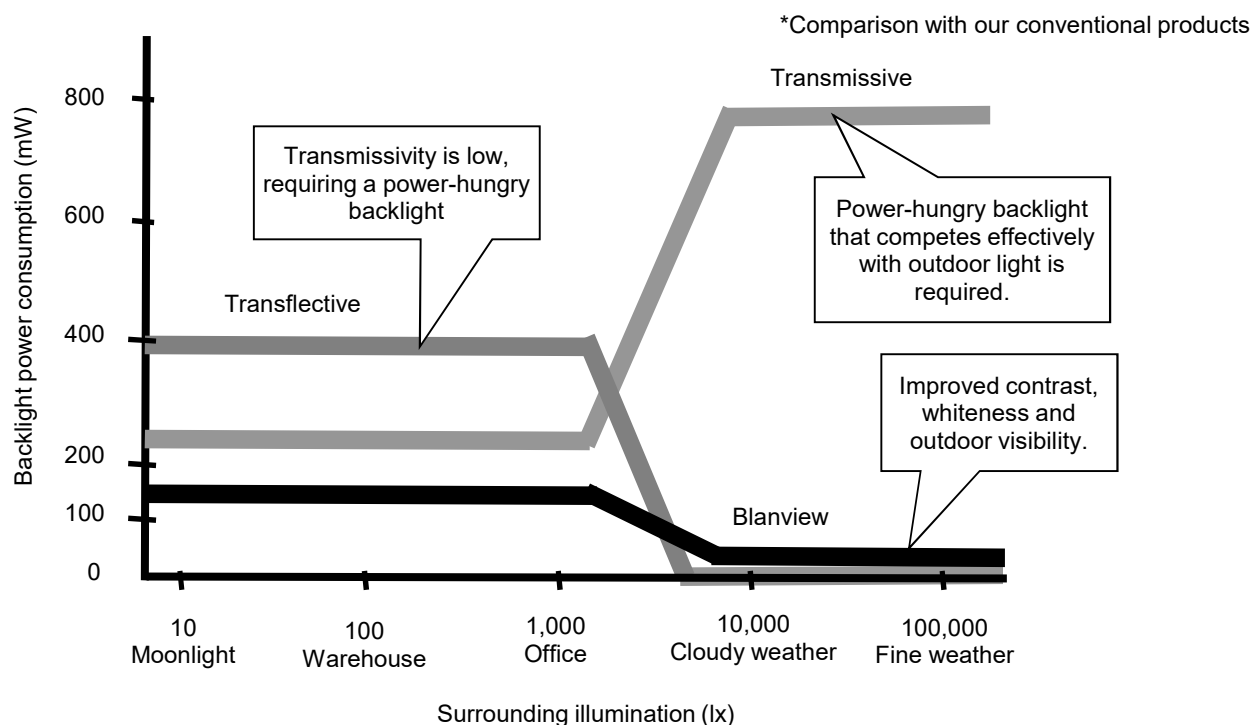 *Comparison with our conventional products
Transmissive
800
Transmissivity is low,
requiring a power-hungry
backlight
Power-hungry backlight
that competes effectively
with outdoor light is
required.
600
Transflective
400
Improved contrast,
whiteness and
outdoor visibility.
200
100
Blanview
0
Backlight power consumption (mW)
10
Moonlight
100
Warehouse
1,000
Office
10,000
Cloudy weather
100,000
Fine weather
Surrounding illumination (lx)